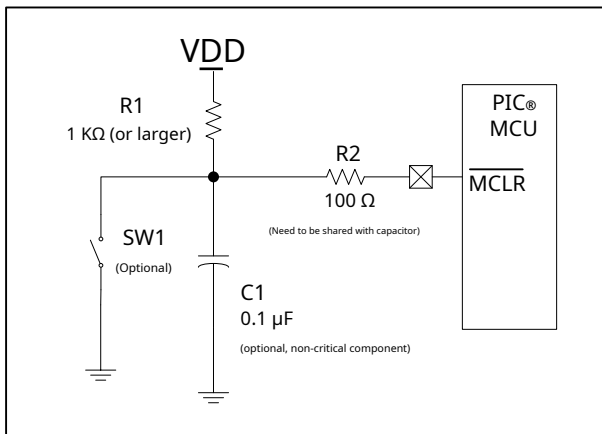 VDD
R1
1 KΩ (or larger)
R2
100 Ω
(Need to be shared with capacitor)
PIC®
MCU
MCLR
SW1
(Optional)
C1
0.1 µF
(optional, non-critical component)